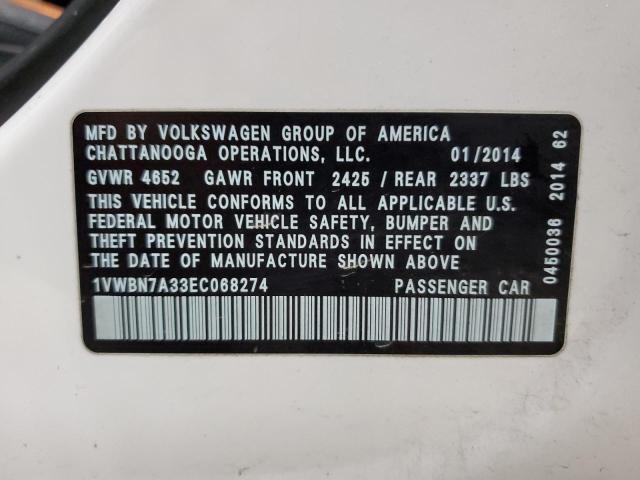 MFD BY VOLKSWAGEN GROUP OF AMERICA
CHATTANOOGA OPERATIONS, LLC. 01/2014
GVWR 4652 GAWR FRONT 2425 / REAR 2337 LBS
THIS VEHICLE CONFORMS TO ALL APPLICABLE U.S.
FEDERAL MOTOR VEHICLE SAFETY, BUMPER AND
THEFT PREVENTION STANDARDS IN EFFECT ON
THE DATE OF MANUFACTURE SHOWN ABOVE
1VWBN7A33EC068274 PASSENGER CAR
0450036 2014 62